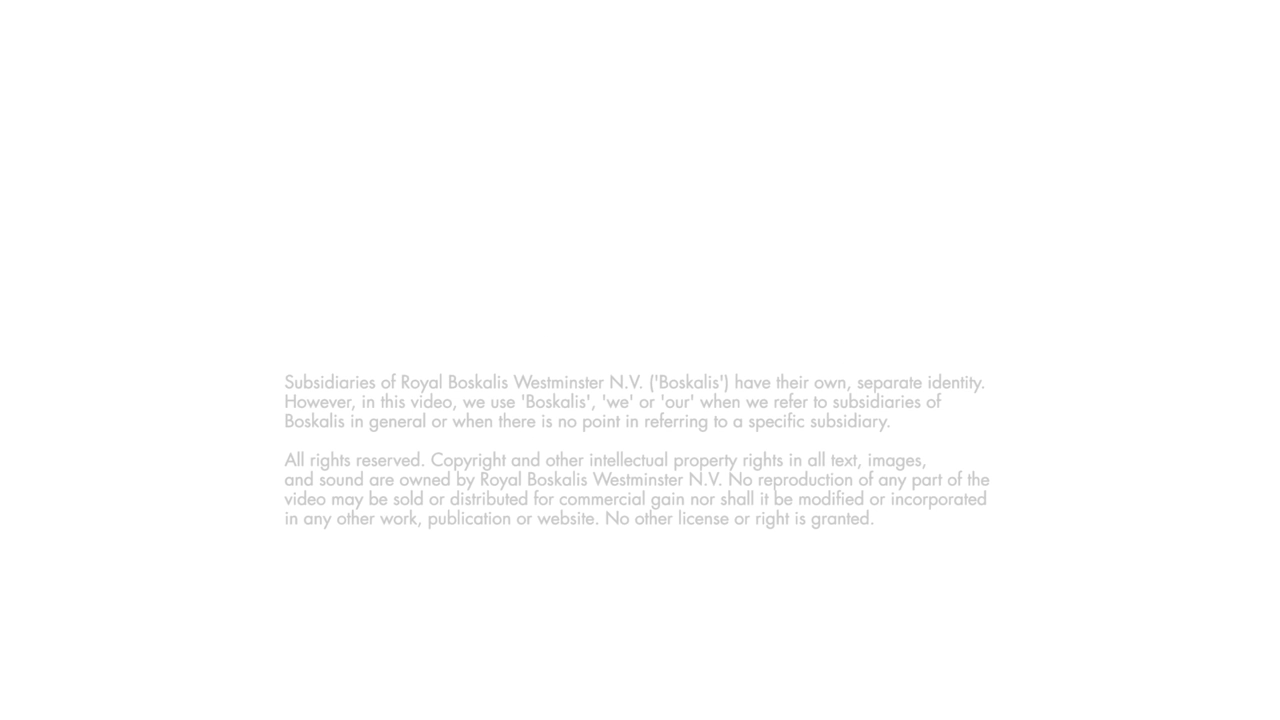 Subsidiaries of Royal Boskalis Westminster N.V. ('Boskalis') have their own, separate identity.
However, in this video, we use 'Boskalis', 'we' or 'our' when we refer to subsidiaries of
Boskalis in general or when there is no point in referring to a specific subsidiary.
All rights reserved. Copyright and other intellectual property rights in all text, images,
and sound are owned by Royal Boskalis Westminster N.V. No reproduction of any part of the
video may be sold or distributed for commercial gain nor shall it be modified or incorporated
in any other work, publication or website. No other license or right is granted.